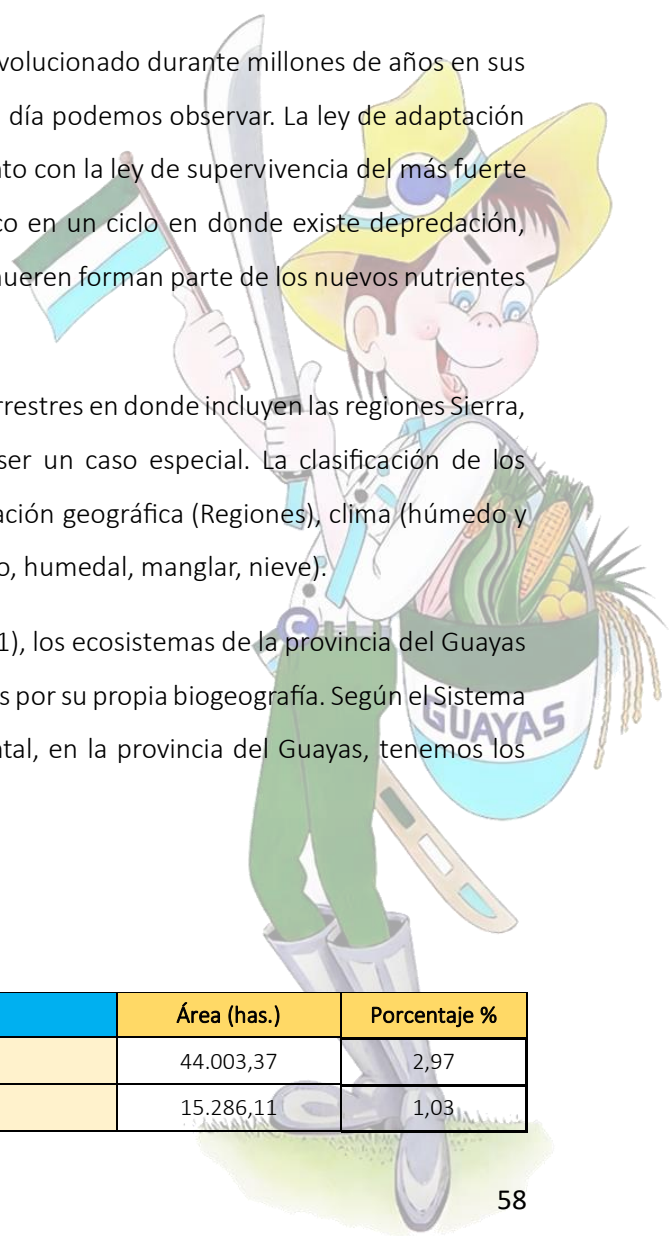 volucionado durante millones de años en sus
día podemos observar. La ley de adaptación
nto con la ley de supervivencia del más fuerte
co en un ciclo en donde existe depredación,
mueren forman parte de los nuevos nutrientes
rrestres en donde incluyen las regiones Sierra,
ser un caso especial. La clasificación de los
ación geográfica (Regiones), clima (húmedo y
o, humedal, manglar, nieve).
1), los ecosistemas de la provincia del Guayas
s por su propia biogeografía. Según el Sistema
ntal, en la provincia del Guayas, tenemos los
C
GUAYAS
Área (has.) Porcentaje %
44.003,37 2,97
15.286,11 1,03
58